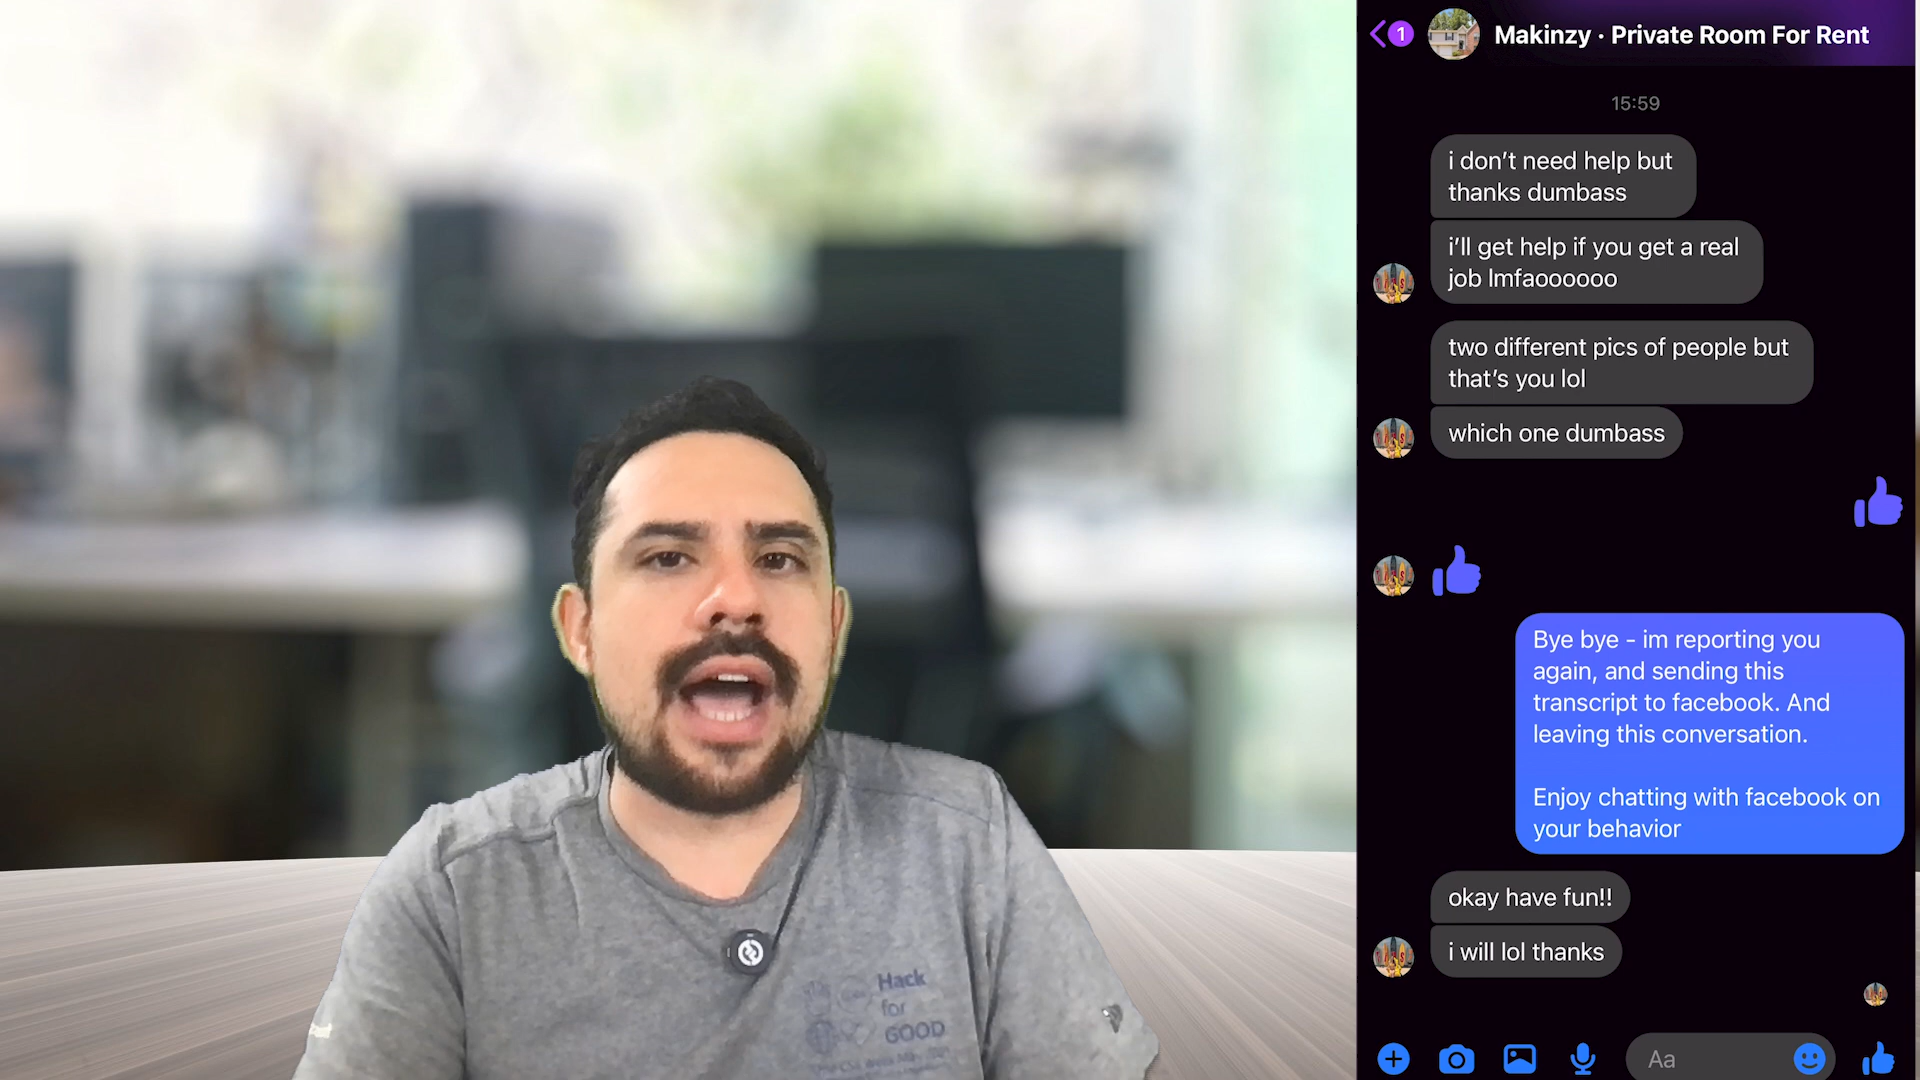 1
Makinzy · Private Room For Rent
15:59
i don’t need help but
thanks dumbass
i’ll get help if you get a real
job lmfaoooooo
two different pics of people but
that’s you lol
which one dumbass
Bye bye - im reporting you
again, and sending this
transcript to facebook. And
leaving this conversation.
Enjoy chatting with facebook on
your behavior
okay have fun!!
i will lol thanks
Aa
Hack
for
GOOD